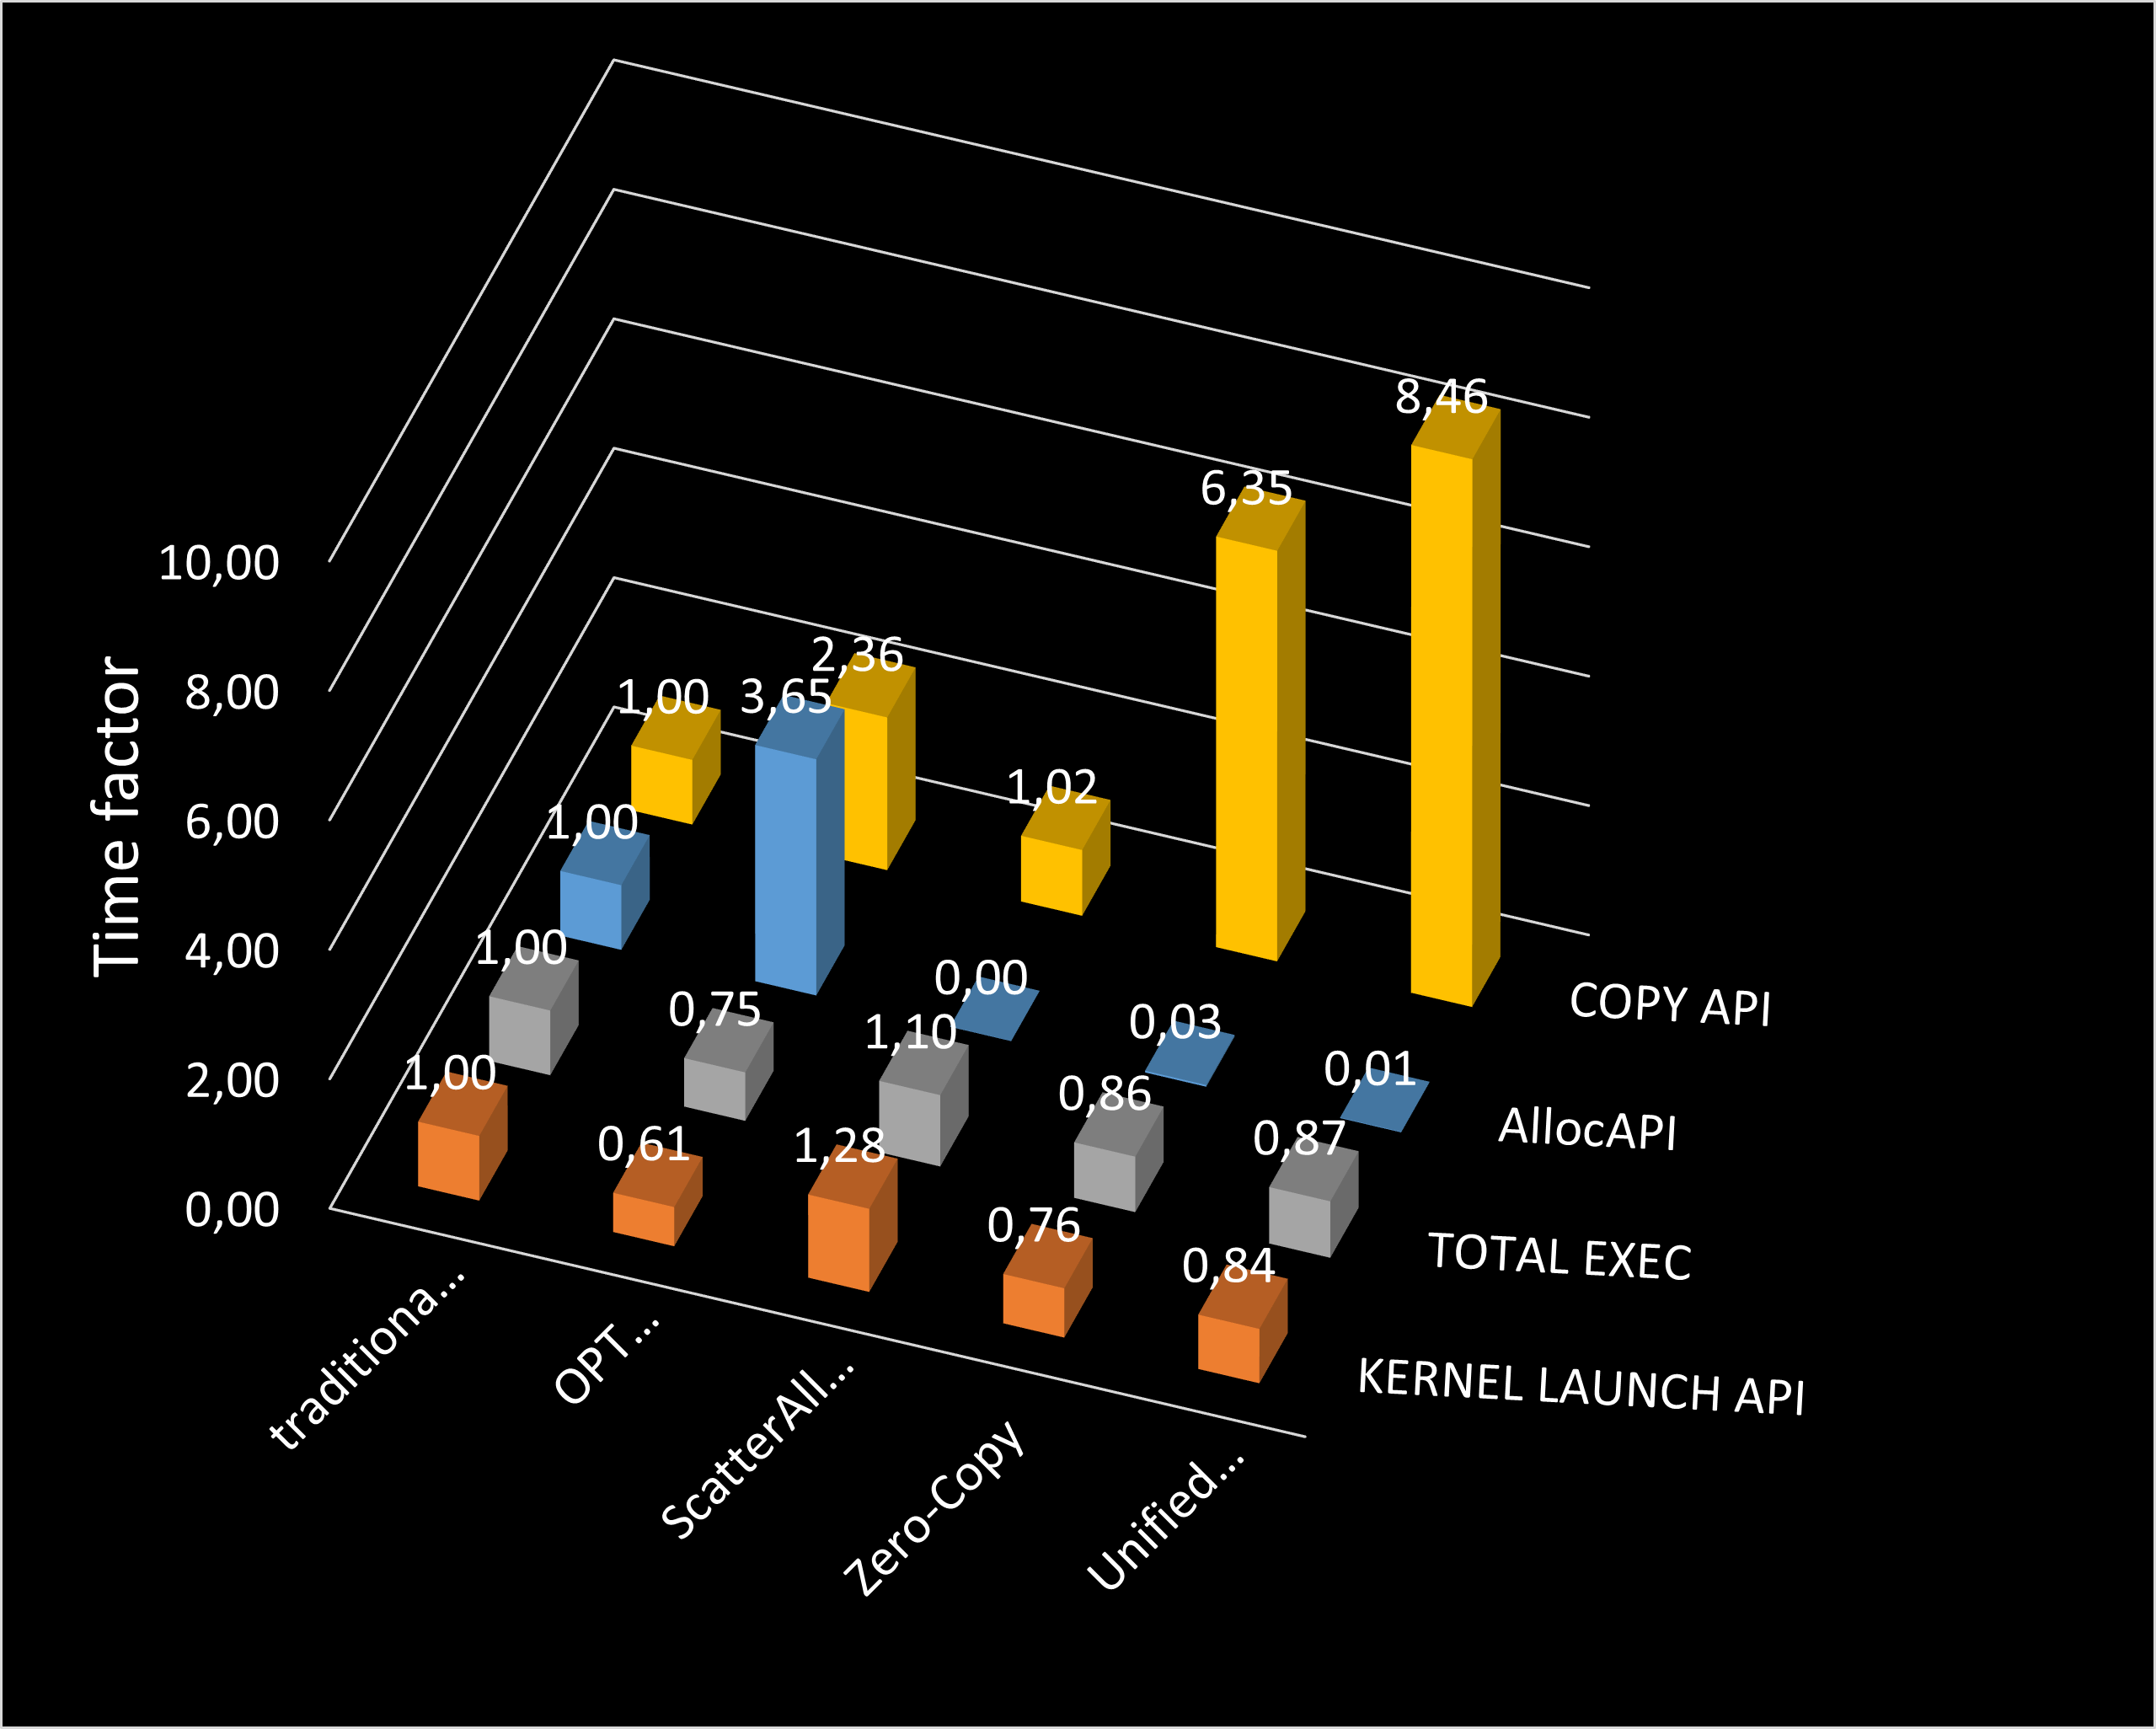 8,46
6,35
10,00
2,36
1,00
3,65
8,00
1,02
1,00
6,00
1,00
4,00
0,00
0,75
1,10
0,03
COPY API
1,00
2,00
0,86
0,01
0,61
1,28
0,87
AllocAPI
0,00
0,76
0,84
TOTAL EXEC
KERNEL LAUNCH API
Time factor
traditiona...
OPT ...
ScatterAll...
Zero-Copy
Unified...